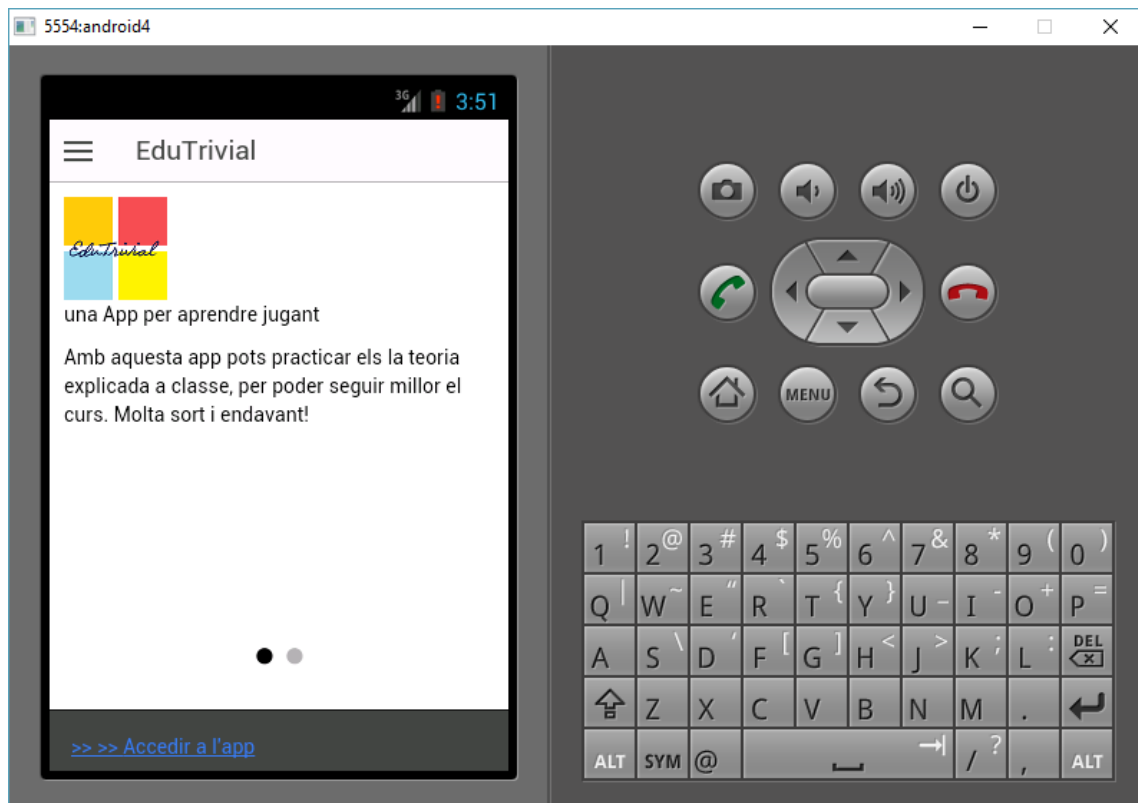 5554:android4
3G 3:51
EduTrivial
EduTrivial
una App per aprendre jugant
Amb aquesta app pots practicar els la teoria
explicada a classe, per poder seguir millor el
curs. Molta sort i endavant!
>> >> Accedir a l'app
MENU
1 ! 2 @ 3 # 4 $ 5 % 6 ^ 7 & 8 * 9 ( 0 )
Q | W ~ E " R ` T { Y } U _ I - O + P =
A S \ D ' F [ G ] H < J > K ; L : DEL
Z X C V B N M .
ALT SYM @ / ? , ALT